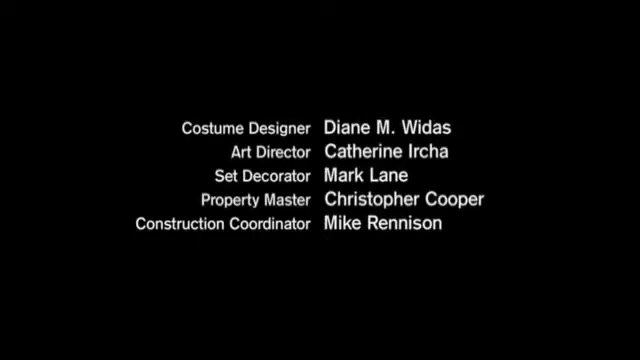 Costume Designer Diane M. Widas
Art Director Catherine Ircha
Set Decorator Mark Lane
Property Master Christopher Cooper
Construction Coordinator Mike Rennison